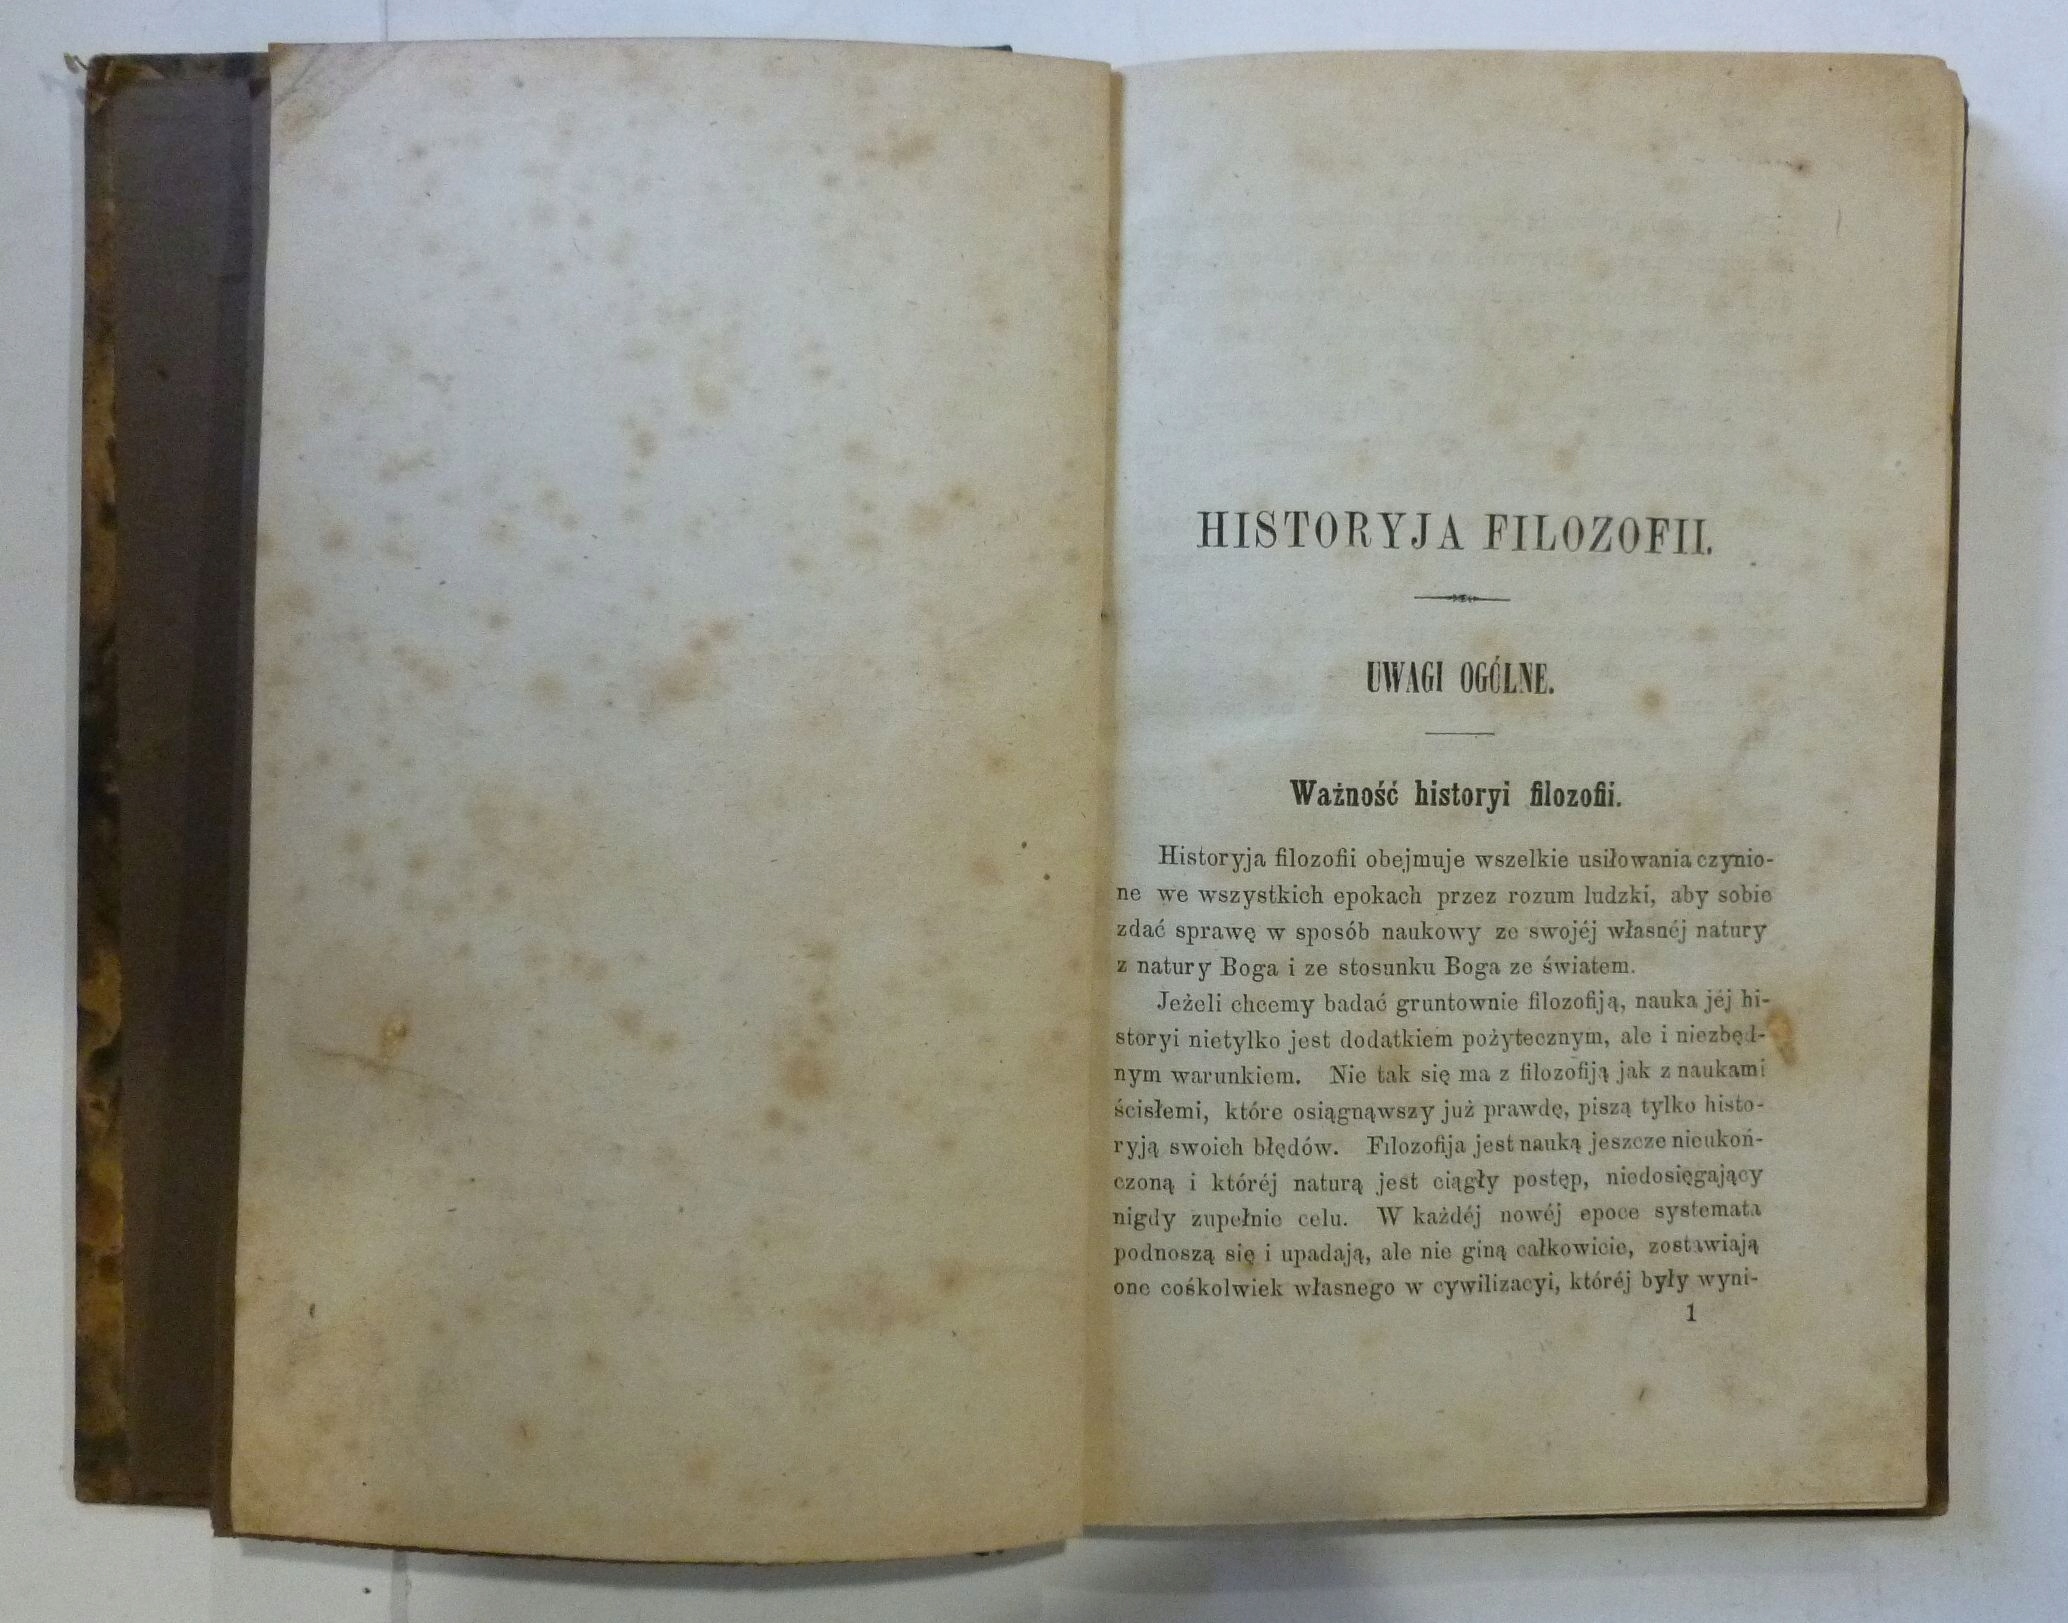 HISTORYJA FILOZOFII.
UWAGI OGÓLNE.
Ważność historyi filozofii.
Historyja filozofii obejmuje wszelkie usiłowania czynio-
ne we wszystkich epokach przez rozum ludzki, aby sobie
zdać sprawę w sposób naukowy ze swojéj własnéj natury
z natury Boga i ze stosunku Boga ze światem.
Jeżeli chcemy badać gruntownie filozofiją, nauka jéj hi-
storyi nietylko jest dodatkiem pożytecznym, ale i niezbęd-
nym warunkiem. Nie tak się ma z filozofiją jak z naukami
ścisłemi, które osiągnąwszy już prawdę, piszą tylko histo-
ryją swoich błędów. Filozofija jest nauką jeszcze nieukoń-
czoną i któréj naturą jest ciągły postęp, niedosięgający
nigdy zupełnie celu. W każdéj nowéj epoce systemata
podnoszą się i upadają, ale nie giną całkowicie, zostawiają
one cośkolwiek własnego w cywilizacyi, któréj były wyni-
1